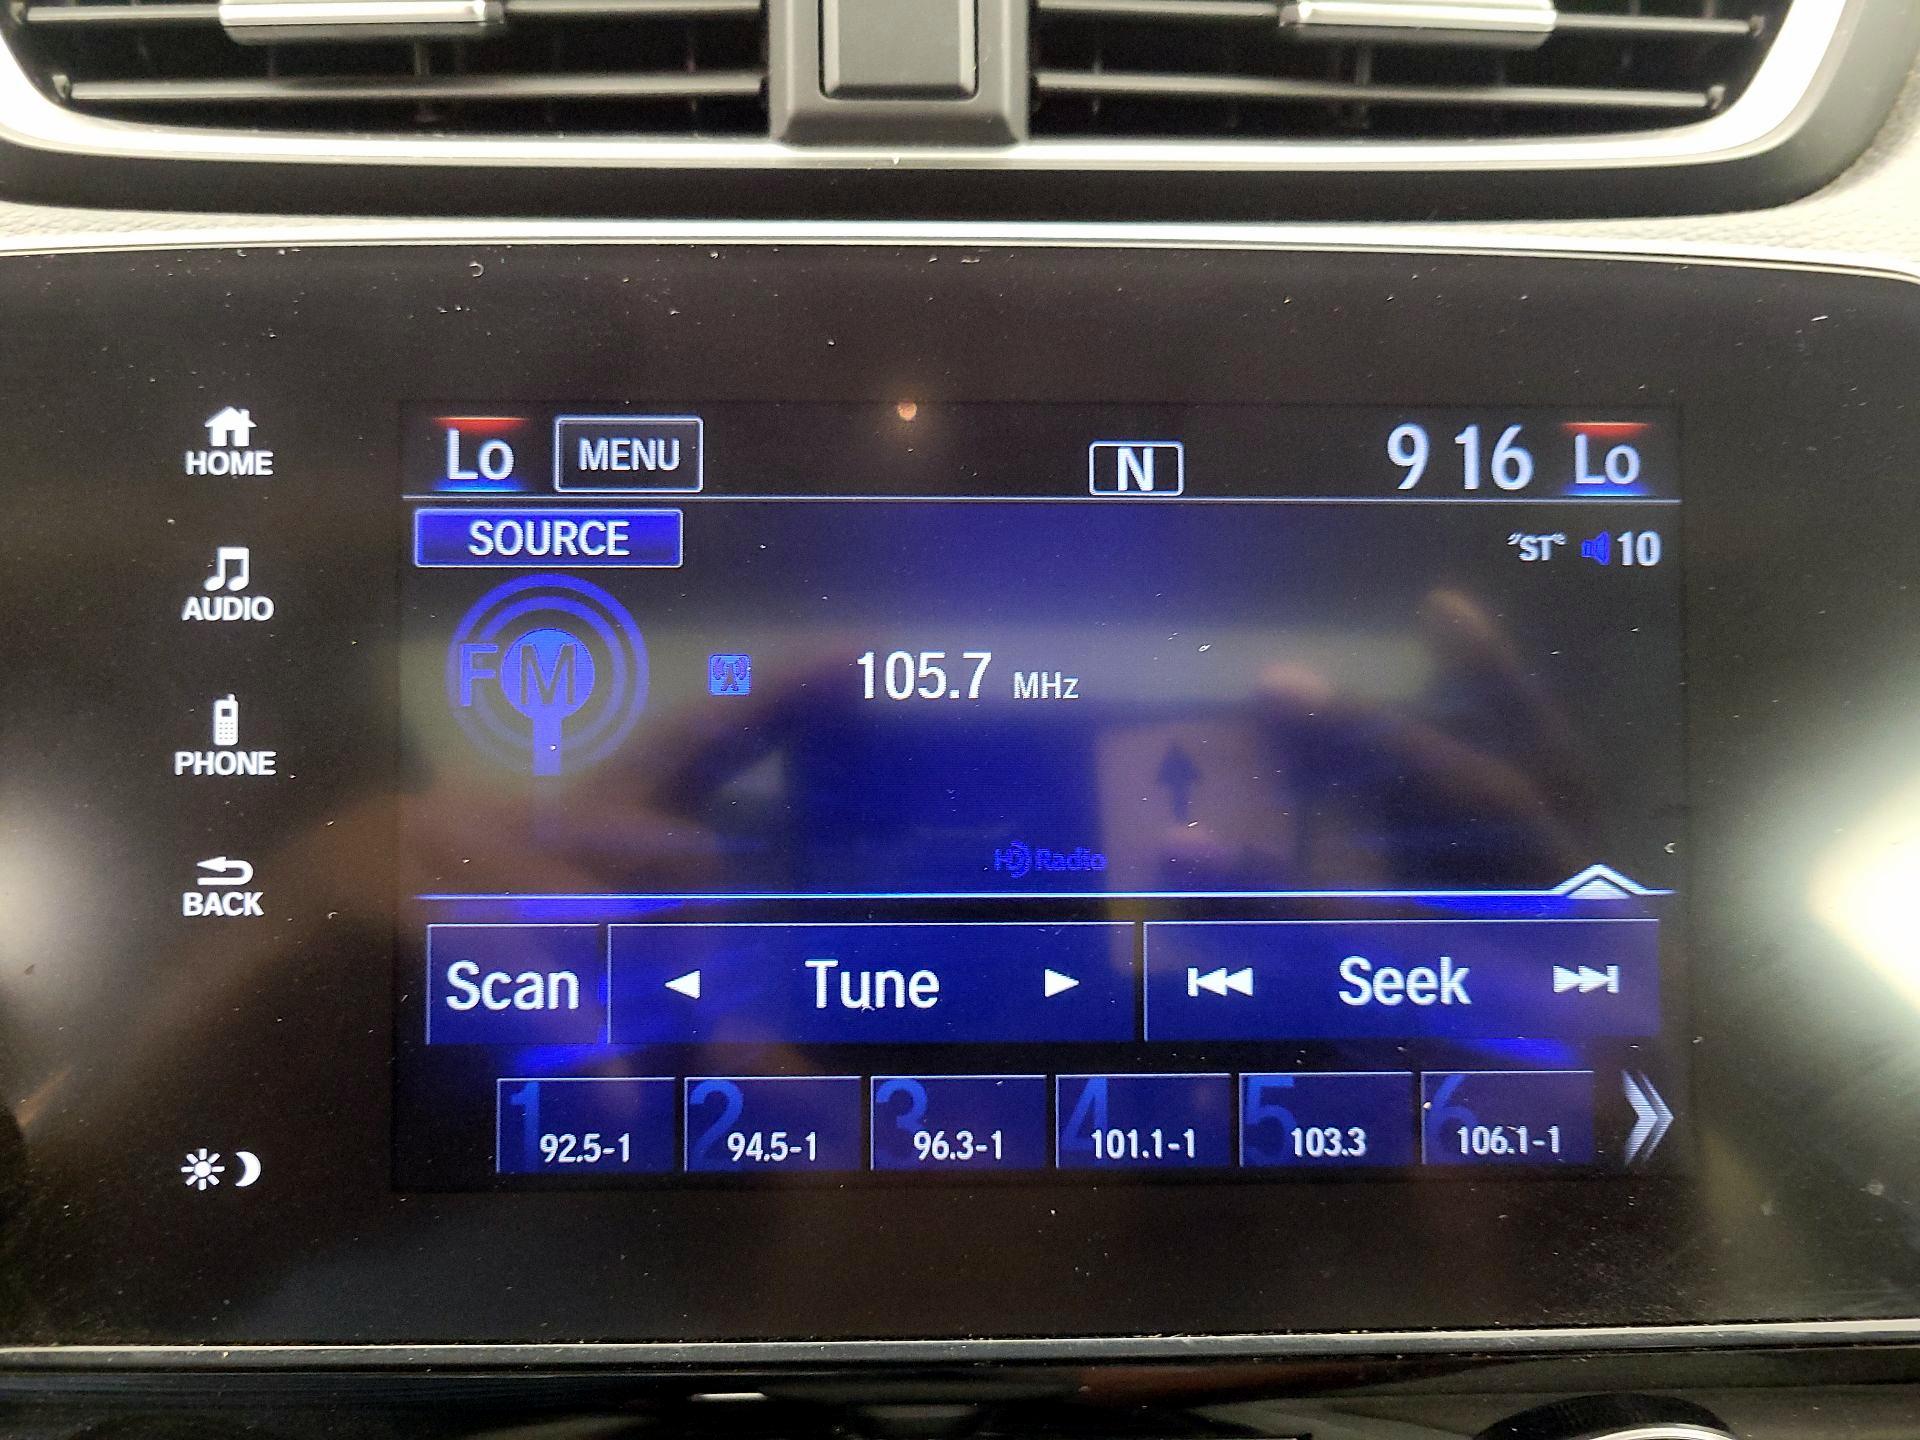 Lo MENU N 9 16 Lo
HOME
SOURCE
"ST" 10
AUDIO
FM
105.7 MHz
PHONE
HD Radio
BACK
Scan Tune Seek
1 92.5-1 2 94.5-1 3 96.3-1 4 101.1-1 5 103.3 6 106.1-1